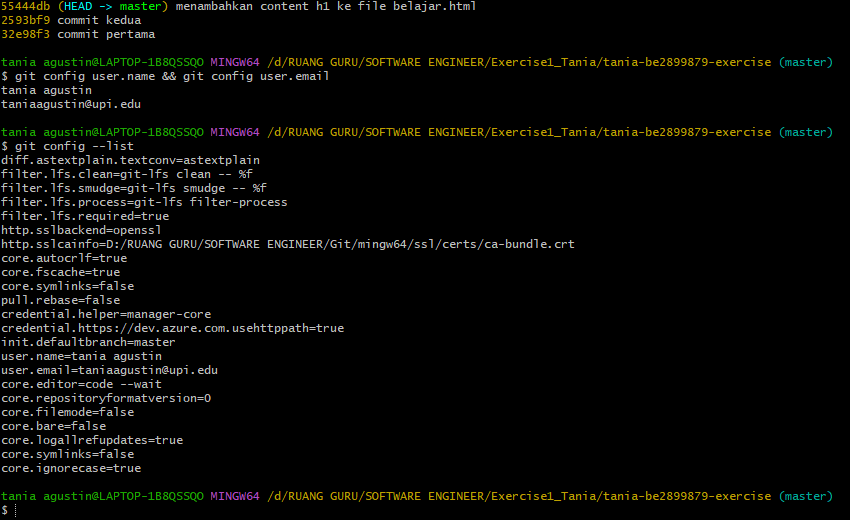 55444db (HEAD -> master) menambahkan content h1 ke file belajar.html
2593bf9 commit kedua
32e98f3 commit pertama
tania agustin@LAPTOP-1B8QSSQO MINGW64 /d/RUANG GURU/SOFTWARE ENGINEER/Exercise1_Tania/tania-be2899879-exercise (master)
$ git config user.name && git config user.email
tania agustin
taniaagustin@upi.edu
tania agustin@LAPTOP-1B8QSSQO MINGW64 /d/RUANG GURU/SOFTWARE ENGINEER/Exercise1_Tania/tania-be2899879-exercise (master)
$ git config --list
diff.astextplain.textconv=astextplain
filter.lfs.clean=git-lfs clean -- %f
filter.lfs.smudge=git-lfs smudge -- %f
filter.lfs.process=git-lfs filter-process
filter.lfs.required=true
http.sslbackend=openssl
http.sslcainfo=D:/RUANG GURU/SOFTWARE ENGINEER/Git/mingw64/ssl/certs/ca-bundle.crt
core.autocrlf=true
core.fscache=true
core.symlinks=false
pull.rebase=false
credential.helper=manager-core
credential.https://dev.azure.com.usehttppath=true
init.defaultbranch=master
user.name=tania agustin
user.email=taniaagustin@upi.edu
core.editor=code --wait
core.repositoryformatversion=0
core.filemode=false
core.bare=false
core.logallrefupdates=true
core.symlinks=false
core.ignorecase=true
tania agustin@LAPTOP-1B8QSSQO MINGW64 /d/RUANG GURU/SOFTWARE ENGINEER/Exercise1_Tania/tania-be2899879-exercise (master)
$